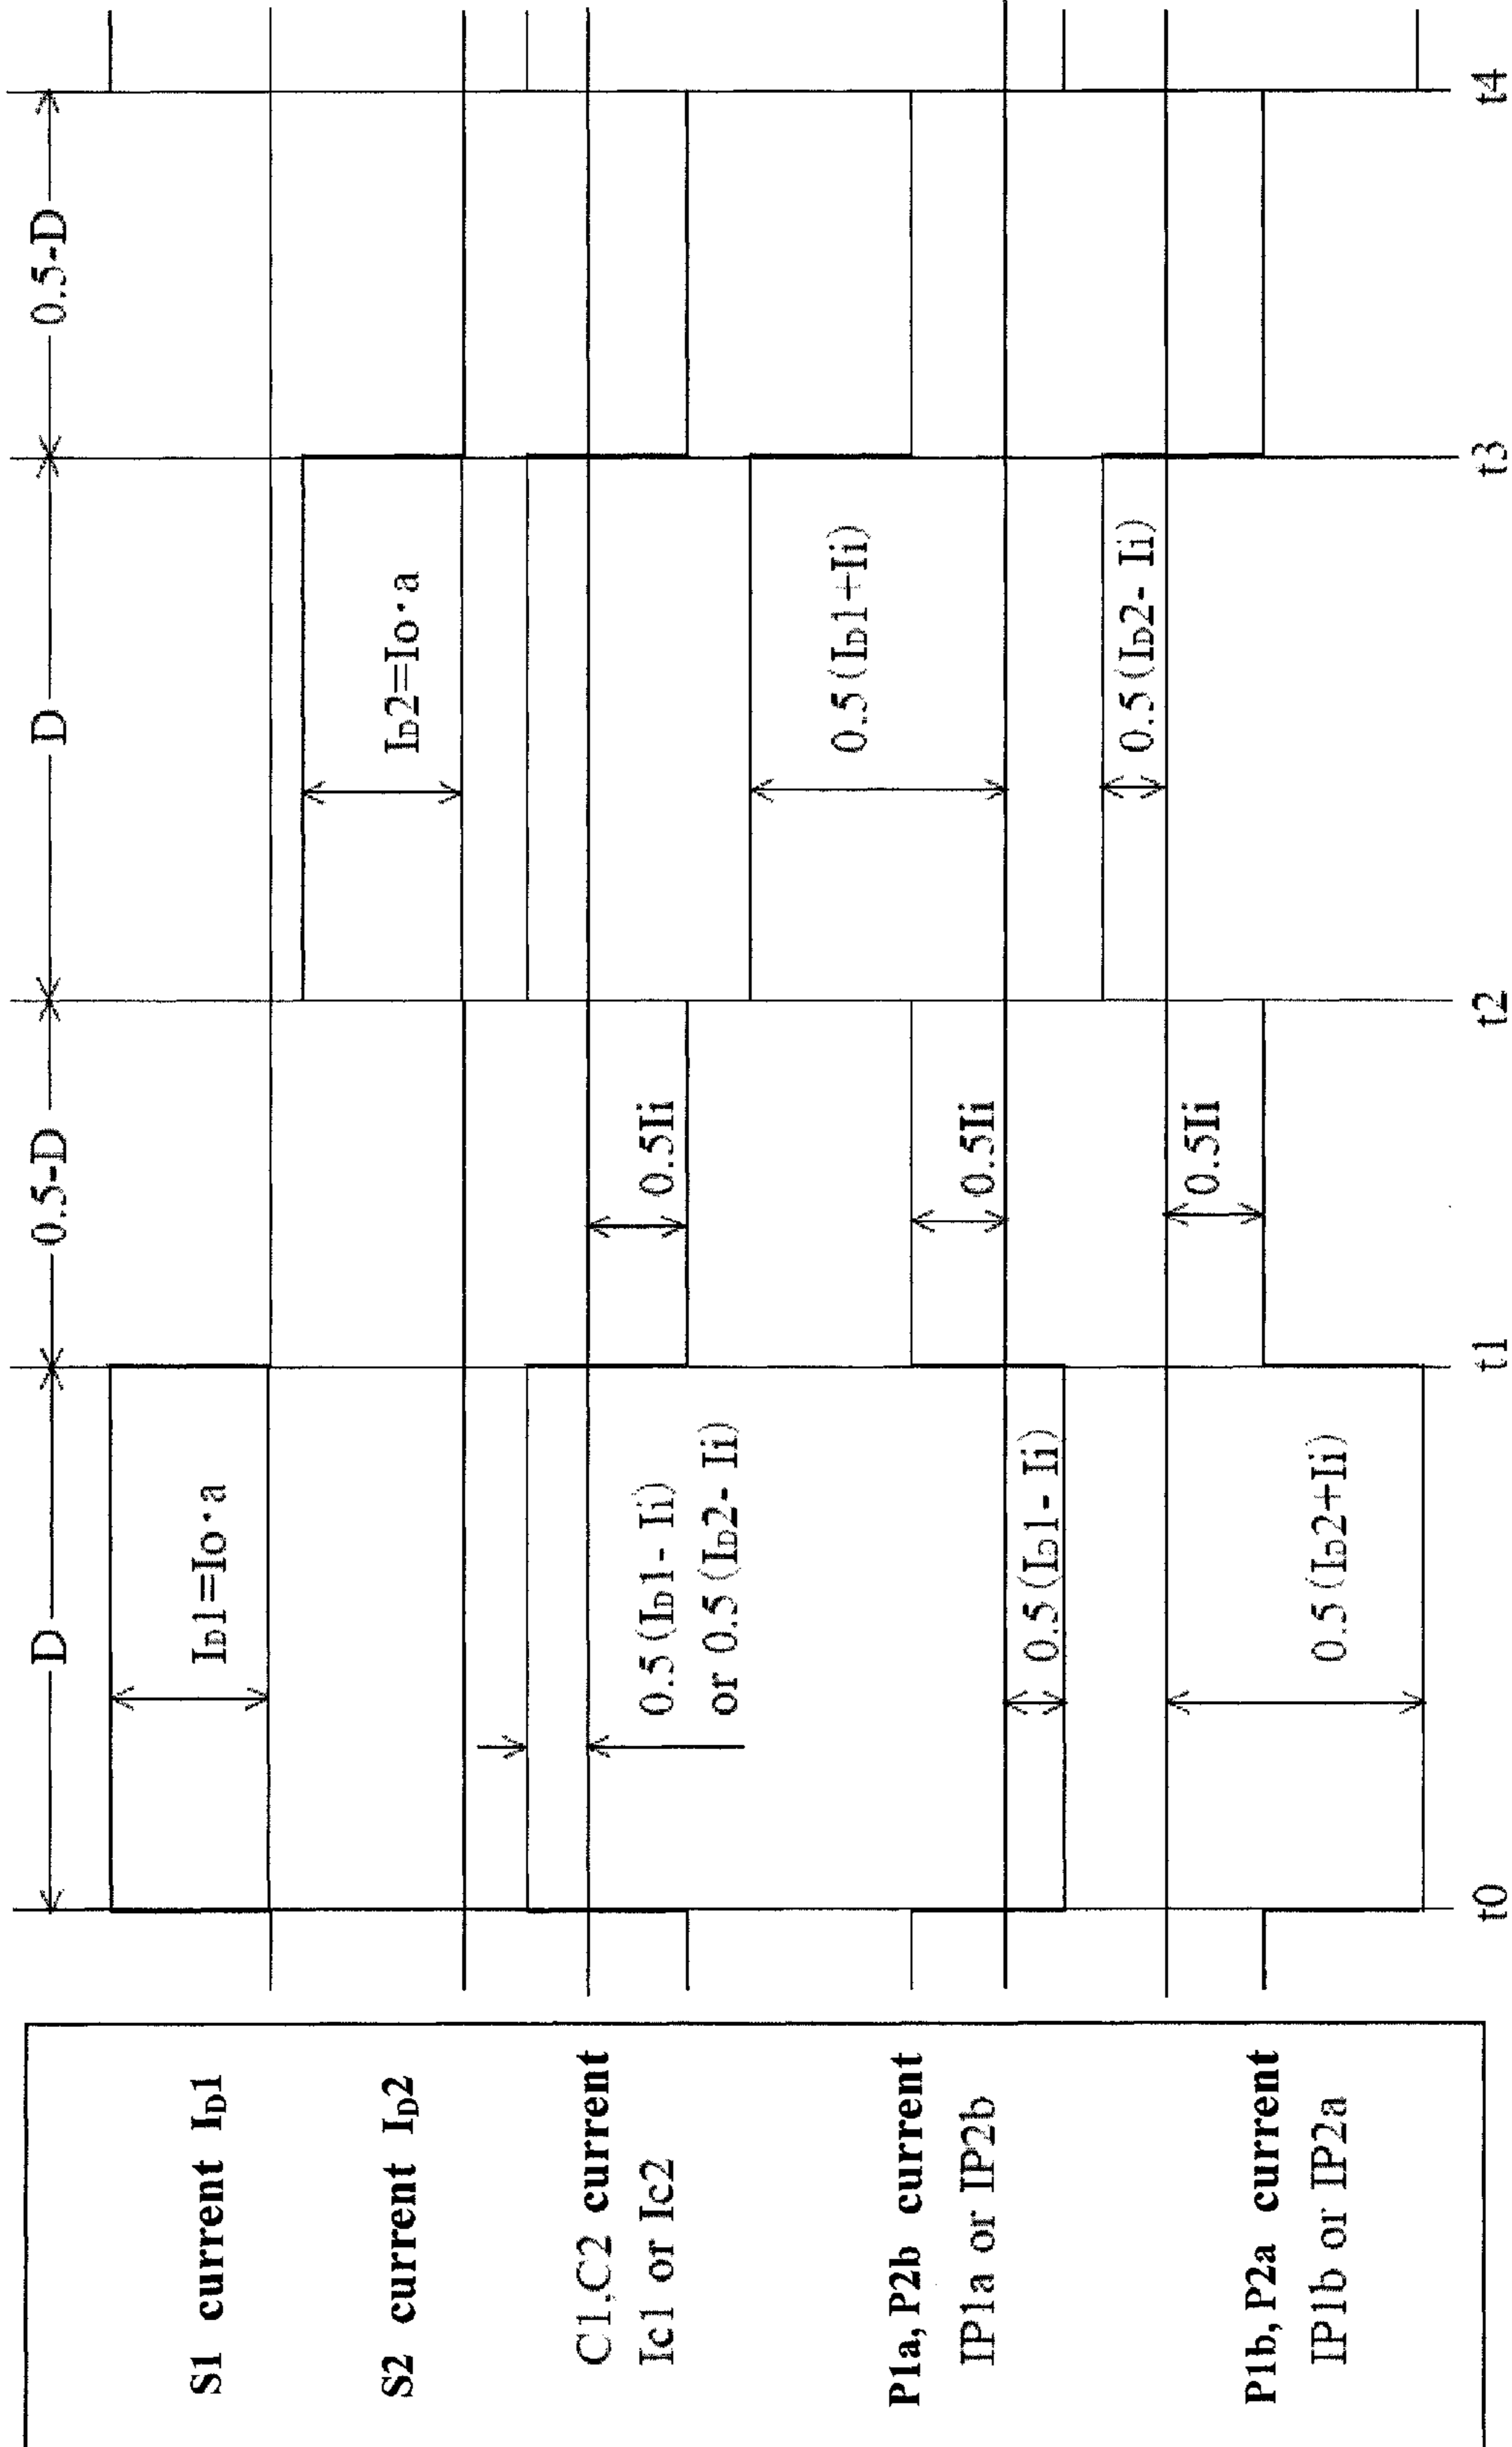 D
0.5-D
D
0.5-D
S1 current ID1
ID1=Io·a
S2 current ID2
ID2=Io·a
C1,C2 current
Ic1 or Ic2
0.5(ID1- Ii)
or 0.5(ID2- Ii)
0.5Ii
P1a,P2b current
IP1a or IP2b
0.5(ID1- Ii)
0.5Ii
0.5(ID1+Ii)
P1b,P2a current
IP1b or IP2a
0.5(ID2+Ii)
0.5Ii
0.5(ID2- Ii)
t0
t1
t2
t3
t4